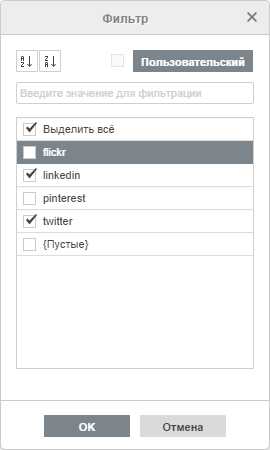 Фильтр
A
Z
Z
A
Пользовательский
Введите значение для фильтрации
Выделить всё
flickr
linkedin
pinterest
twitter
{Пустые}
OK
Отмена